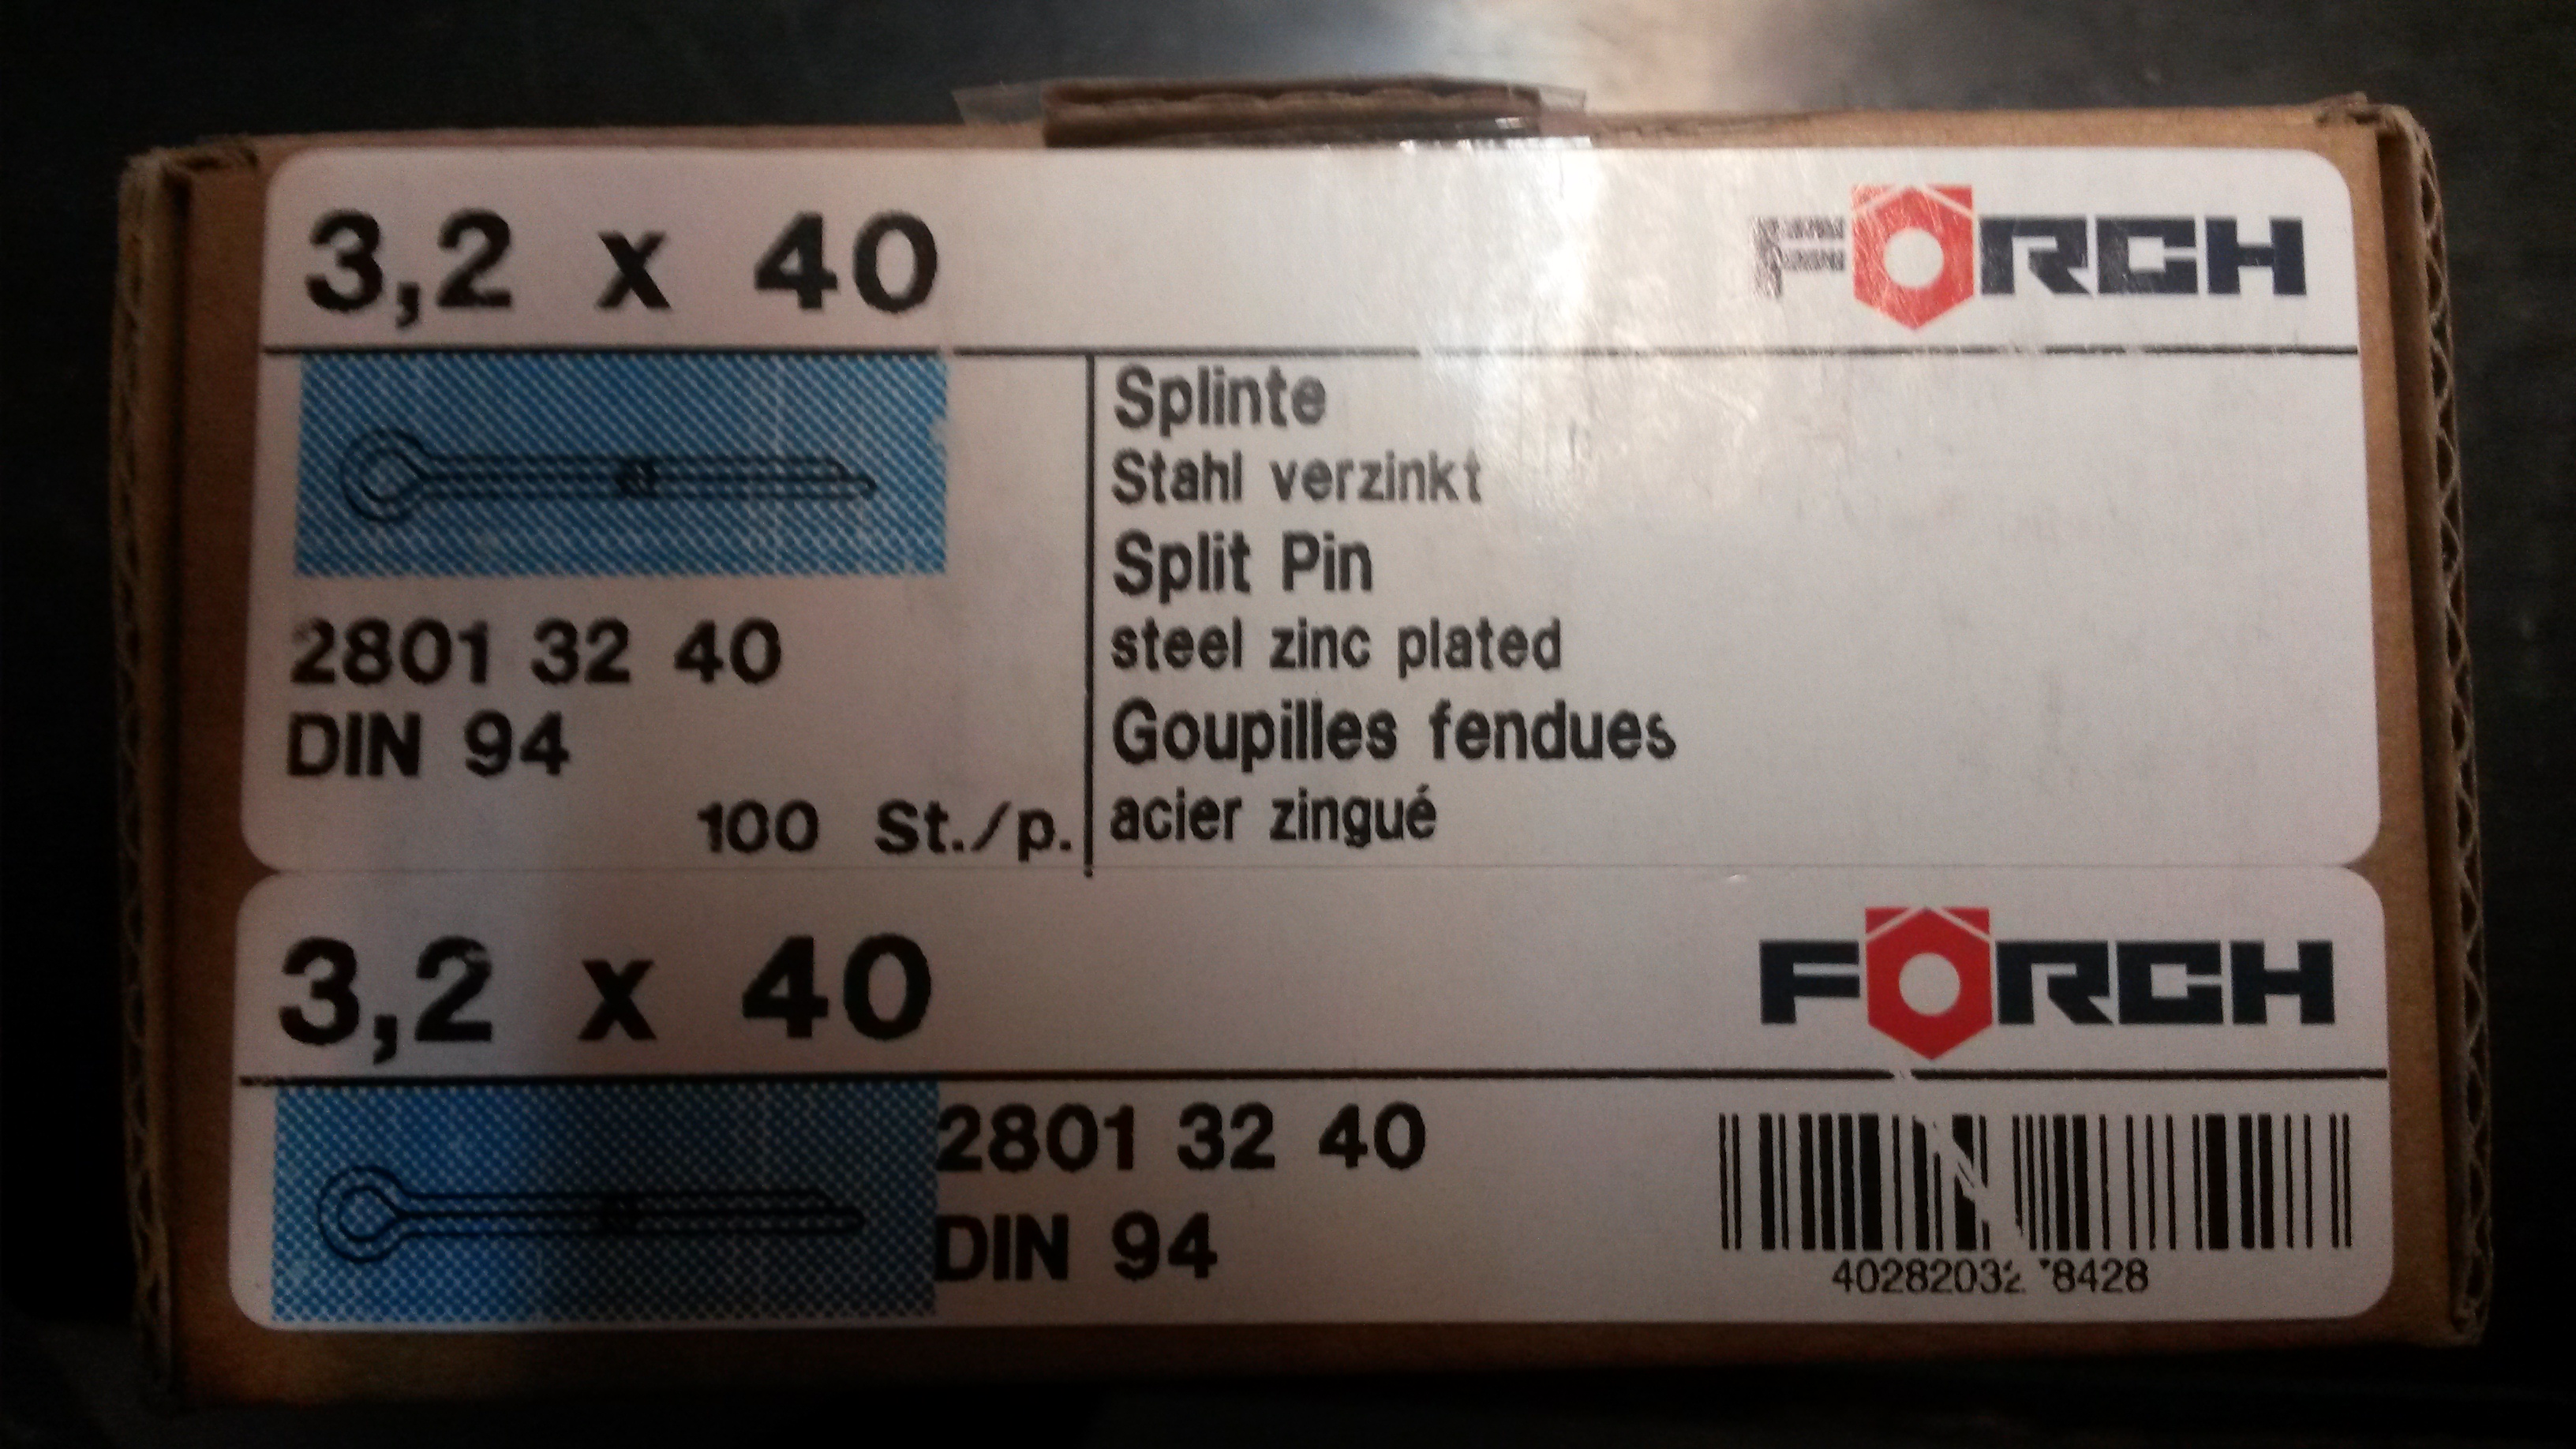 3,2 x 40
FÖRCH
Splinte
Stahl verzinkt
Split Pin
steel zinc plated
Goupilles fendues
acier zingué
2801 32 40
DIN 94
100 St./p.
3,2 x 40
FÖRCH
2801 32 40
DIN 94